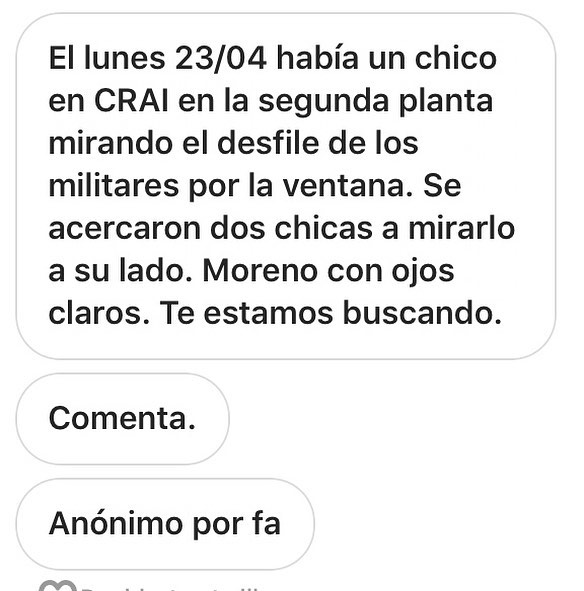 El lunes 23/04 había un chico
en CRAI en la segunda planta
mirando el desfile de los
militares por la ventana. Se
acercaron dos chicas a mirarlo
a su lado. Moreno con ojos
claros. Te estamos buscando.
Comenta.
Anónimo por fa